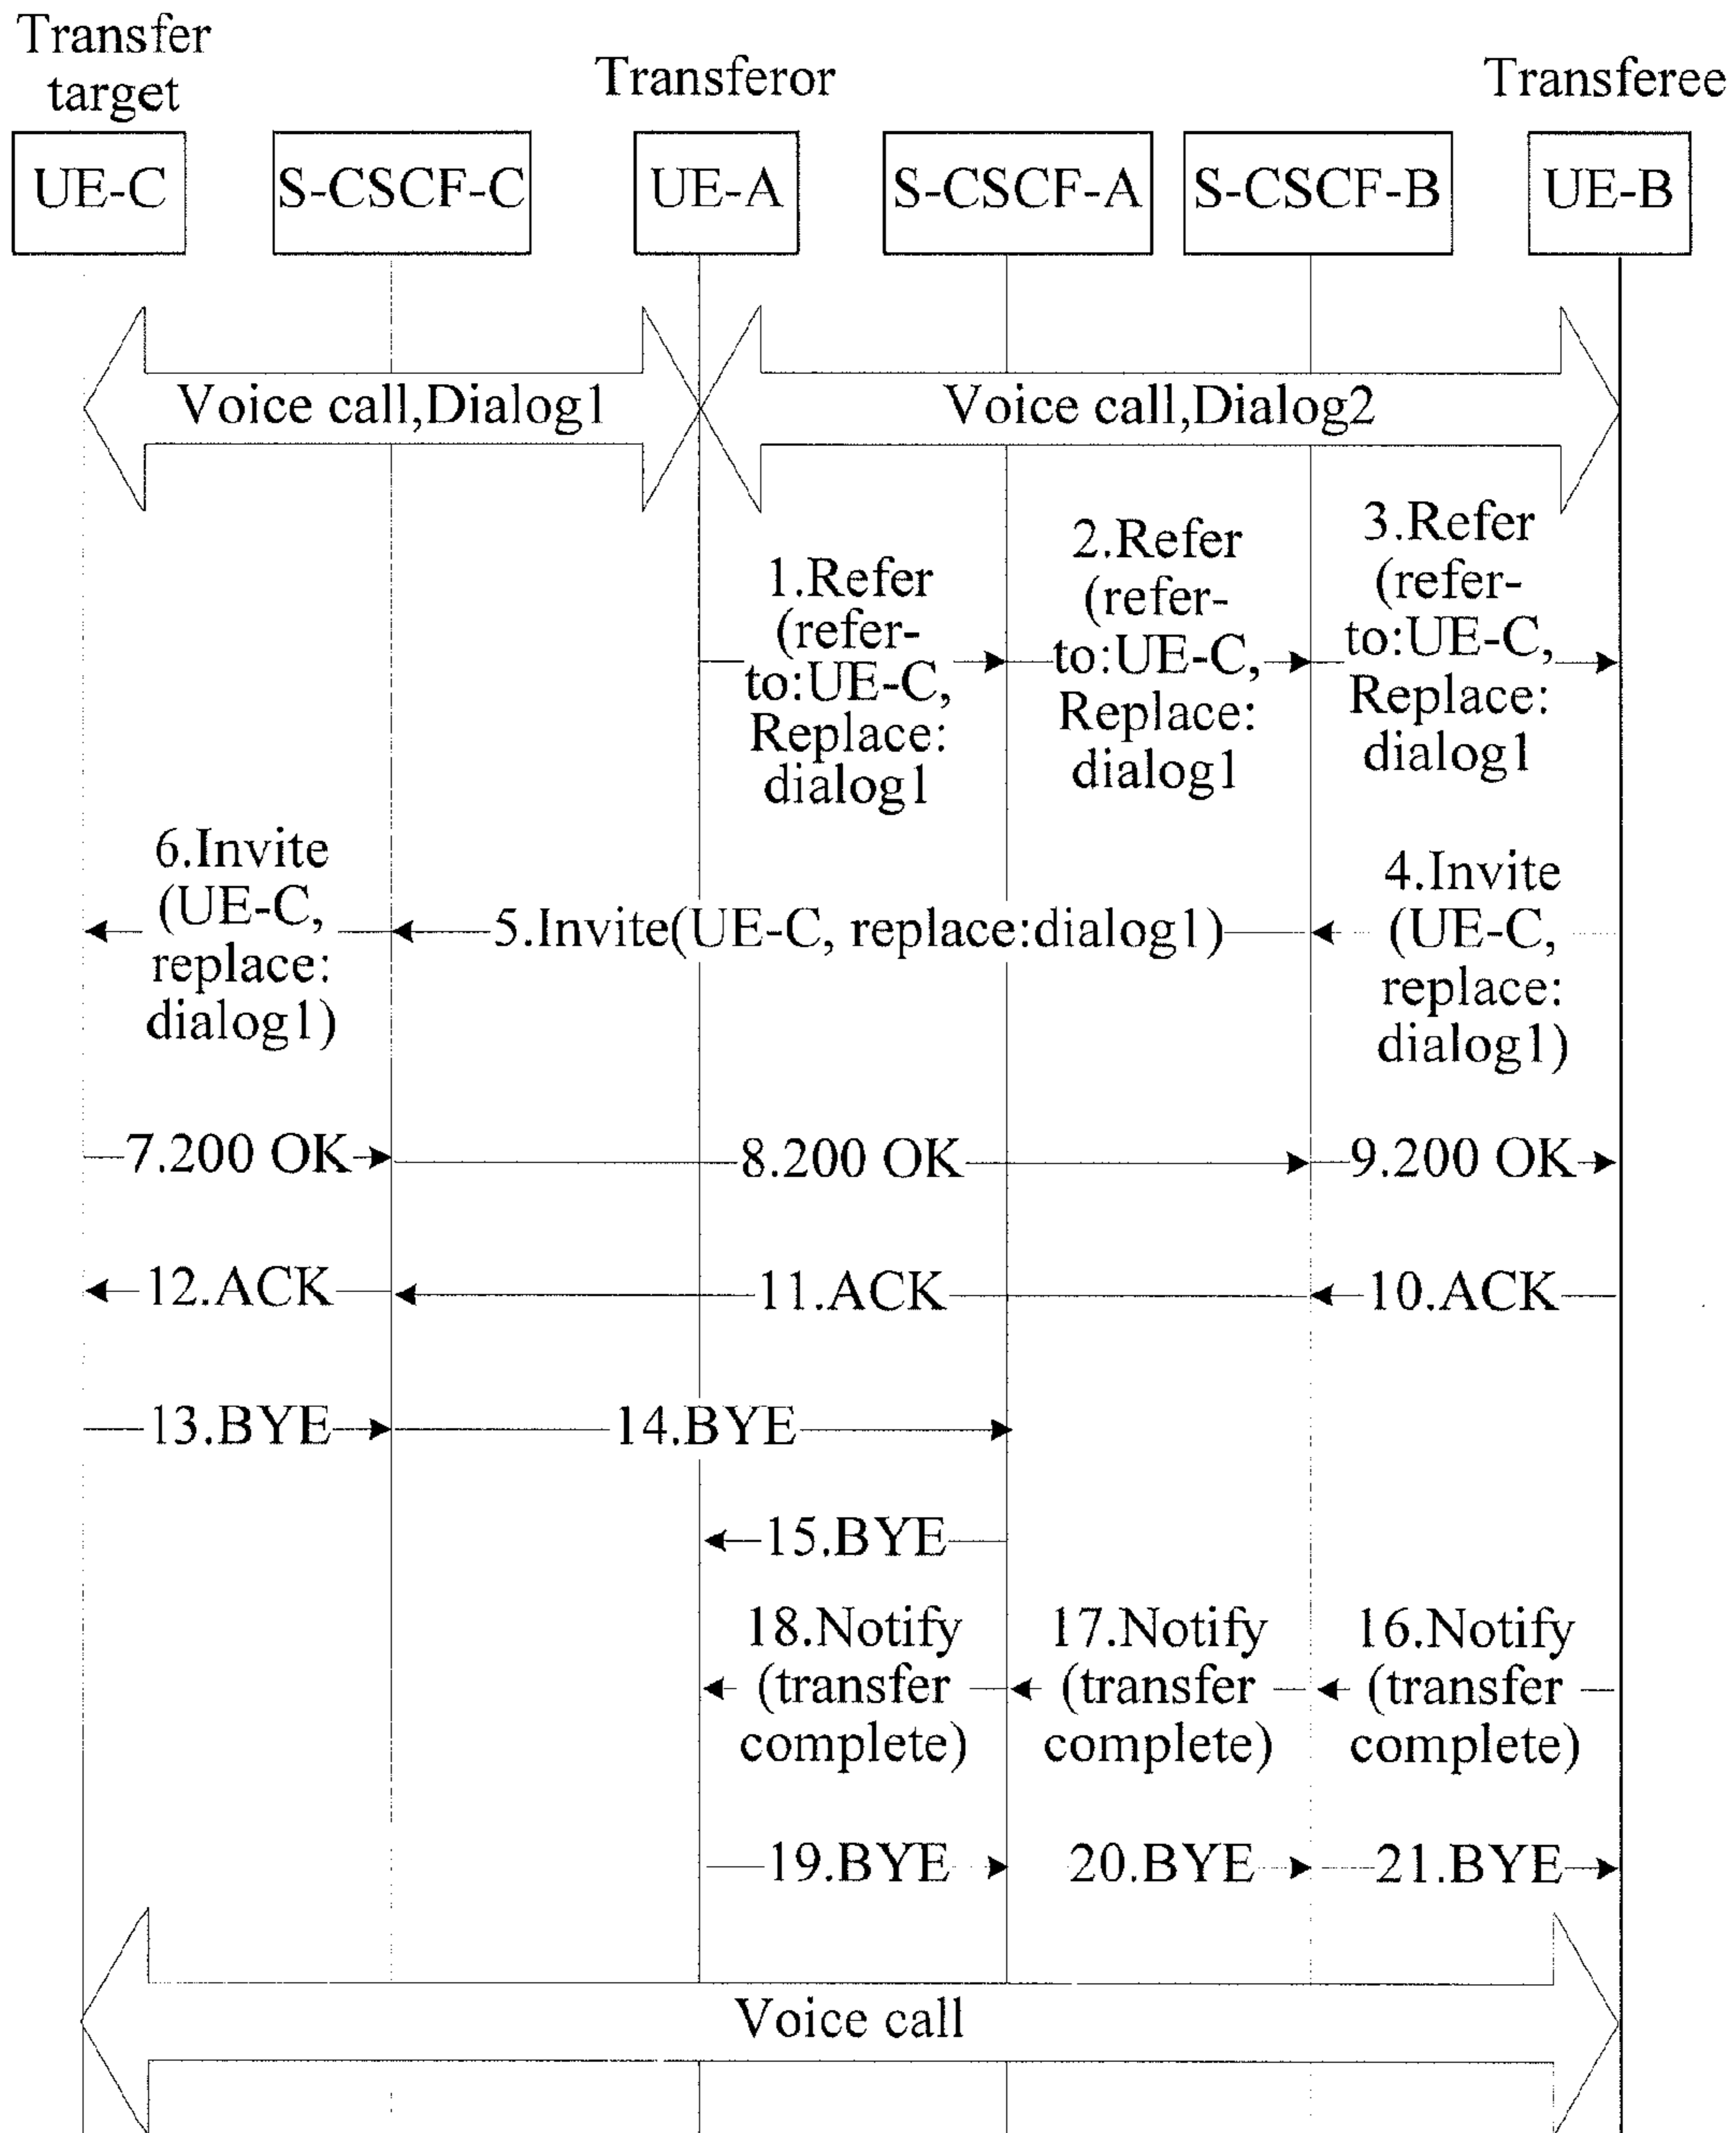 Transfer
target
Transferor
Transferee
UE-C
S-CSCF-C
UE-A
S-CSCF-A
S-CSCF-B
UE-B
Voice call,Dialog1
Voice call,Dialog2
1.Refer
(refer-
to:UE-C,
Replace:
dialog1
2.Refer
(refer-
to:UE-C,
Replace:
dialog1
3.Refer
(refer-
to:UE-C,
Replace:
dialog1
4.Invite
(UE-C,
replace:
dialog1)
5.Invite(UE-C, replace:dialog1)
6.Invite
(UE-C,
replace:
dialog1)
7.200 OK
8.200 OK
9.200 OK
12.ACK
11.ACK
10.ACK
13.BYE
14.BYE
15.BYE
18.Notify
(transfer
complete)
17.Notify
(transfer
complete)
16.Notify
(transfer
complete)
19.BYE
20.BYE
21.BYE
Voice call